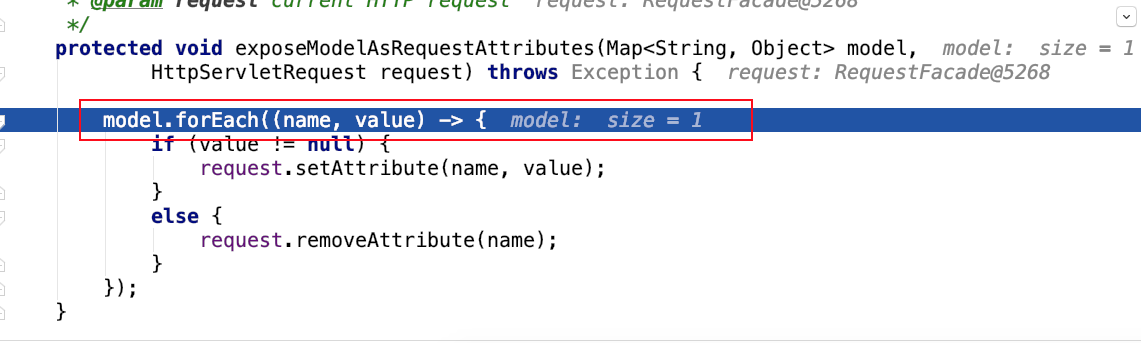 * @param request current HTTP request request: RequestFacade@5268
*/
protected void exposeModelAsRequestAttributes(Map<String, Object> model, model: size = 1
HttpServletRequest request) throws Exception { request: RequestFacade@5268
model.forEach((name, value) -> { model: size = 1
if (value != null) {
request.setAttribute(name, value);
}
else {
request.removeAttribute(name);
}
});
}